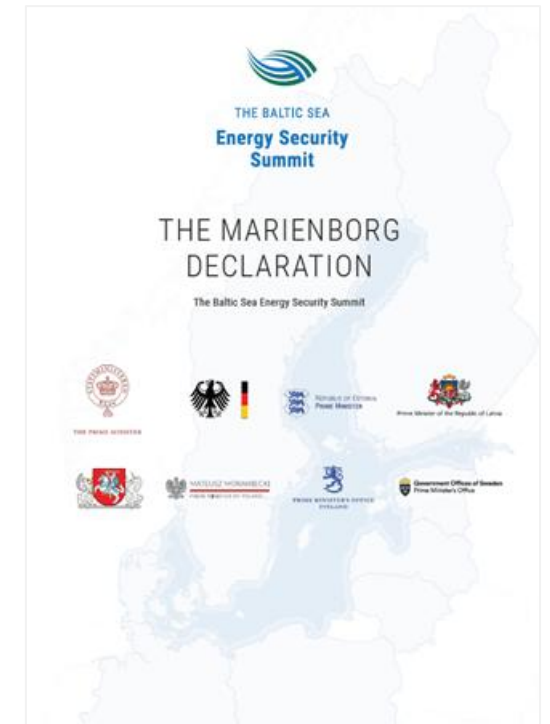 THE BALTIC SEA
Energy Security
Summit
THE MARIENBORG
DECLARATION
The Baltic Sea Energy Security Summit
THE PRIME MINISTER
REPUBLIC OF ESTONIA
PRIME MINISTER
Prime Minister of the Republic of Latvia
MATEUSZ MORAWIECKI
PRIME MINISTER'S OFFICE
FINLAND
Government Offices of Sweden
Prime Minister's Office